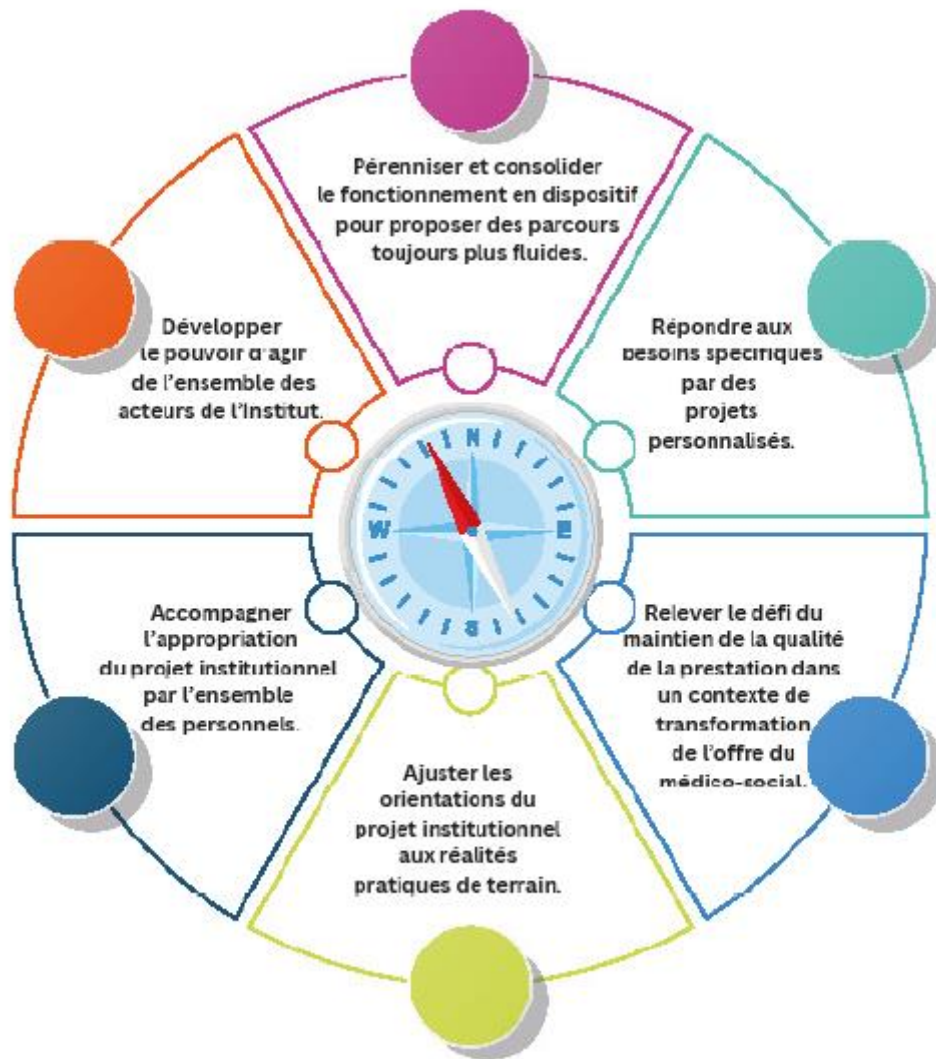 Pérenniser et consolider
le fonctionnement en dispositif
pour proposer des parcours
toujours plus fluides.
Répondre aux
besoins spécifiques
par des
projets
personnalisés.
Relever le défi du
maintien de la qualité
de la prestation dans
un contexte de
transformation
de l'offre du
médico-social.
Ajuster les
orientations du
projet institutionnel
aux réalités
pratiques de terrain.
Accompagner
l'appropriation
du projet institutionnel
par l'ensemble
des personnels.
Développer
le pouvoir d'agir
de l'ensemble des
acteurs de l'Institut.
N
E
S
W